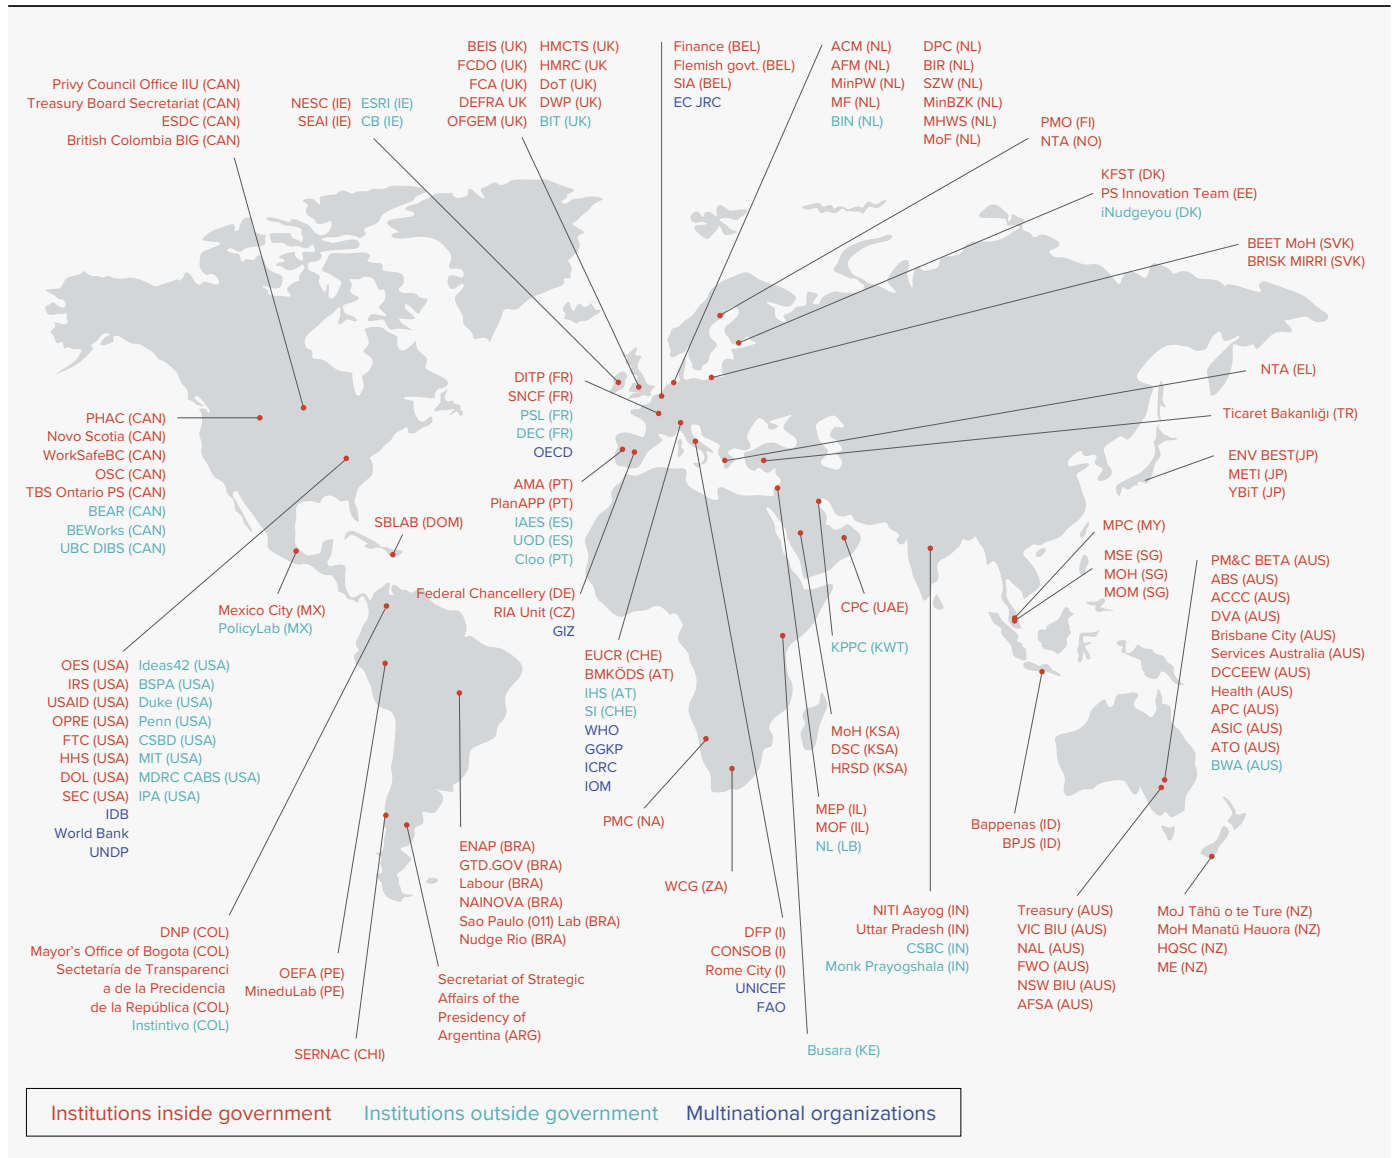 Privy Council Office IIU (CAN)
Treasury Board Secretariat (CAN)
ESDC (CAN)
British Colombia BIG (CAN)
NESC (IE) ESRI (IE)
SEAI (IE) CB (IE)
BEIS (UK) HMCTS (UK)
FCDO (UK) HMRC (UK
FCA (UK) DoT (UK)
DEFRA UK DWP (UK)
OFGEM (UK) BIT (UK)
Finance (BEL)
Flemish govt. (BEL)
SIA (BEL)
EC JRC
ACM (NL) DPC (NL)
AFM (NL) BIR (NL)
MinPW (NL) SZW (NL)
MF (NL) MinBZK (NL)
BIN (NL) MHWS (NL)
MoF (NL)
PMO (FI)
NTA (NO)
KFST (DK)
PS Innovation Team (EE)
iNudgeyou (DK)
BEET MoH (SVK)
BRISK MIRRI (SVK)
NTA (EL)
Ticaret Bakanlığı (TR)
ENV BEST(JP)
METI (JP)
YBiT (JP)
DITP (FR)
SNCF (FR)
PSL (FR)
DEC (FR)
OECD
AMA (PT)
PlanAPP (PT)
IAES (ES)
UOD (ES)
Cloo (PT)
Federal Chancellery (DE)
RIA Unit (CZ)
GIZ
PHAC (CAN)
Novo Scotia (CAN)
WorkSafeBC (CAN)
OSC (CAN)
TBS Ontario PS (CAN)
BEAR (CAN)
BEWorks (CAN)
UBC DIBS (CAN)
SBLAB (DOM)
Mexico City (MX)
PolicyLab (MX)
OES (USA) Ideas42 (USA)
IRS (USA) BSPA (USA)
USAID (USA) Duke (USA)
OPRE (USA) Penn (USA)
FTC (USA) CSBD (USA)
HHS (USA) MIT (USA)
DOL (USA) MDRC CABS (USA)
SEC (USA) IPA (USA)
IDB
World Bank
UNDP
EUCR (CHE)
BMKÖDS (AT)
IHS (AT)
SI (CHE)
WHO
GGKP
ICRC
IOM
CPC (UAE)
KPPC (KWT)
MoH (KSA)
DSC (KSA)
HRSD (KSA)
MEP (IL)
MOF (IL)
NL (LB)
MPC (MY)
MSE (SG)
MOH (SG)
MOM (SG)
PM&C BETA (AUS)
ABS (AUS)
ACCC (AUS)
DVA (AUS)
Brisbane City (AUS)
Services Australia (AUS)
DCCEEW (AUS)
Health (AUS)
APC (AUS)
ASIC (AUS)
ATO (AUS)
BWA (AUS)
Bappenas (ID)
BPJS (ID)
PMC (NA)
WCG (ZA)
ENAP (BRA)
GTD.GOV (BRA)
Labour (BRA)
NAINOVA (BRA)
Sao Paulo (011) Lab (BRA)
Nudge Rio (BRA)
DNP (COL)
Mayor's Office of Bogota (COL)
Sectetaría de Transparenci
a de la Precidencia
de la República (COL)
Instintivo (COL)
OEFA (PE)
MineduLab (PE)
SERNAC (CHI)
Secretariat of Strategic
Affairs of the
Presidency of
Argentina (ARG)
DFP (I)
CONSOB (I)
Rome City (I)
UNICEF
FAO
Busara (KE)
NITI Aayog (IN)
Uttar Pradesh (IN)
CSBC (IN)
Monk Prayogshala (IN)
Treasury (AUS)
VIC BIU (AUS)
NAL (AUS)
FWO (AUS)
NSW BIU (AUS)
AFSA (AUS)
MoJ Tāhū o te Ture (NZ)
MoH Manatū Hauora (NZ)
HQSC (NZ)
ME (NZ)
Institutions inside government Institutions outside government Multinational organizations